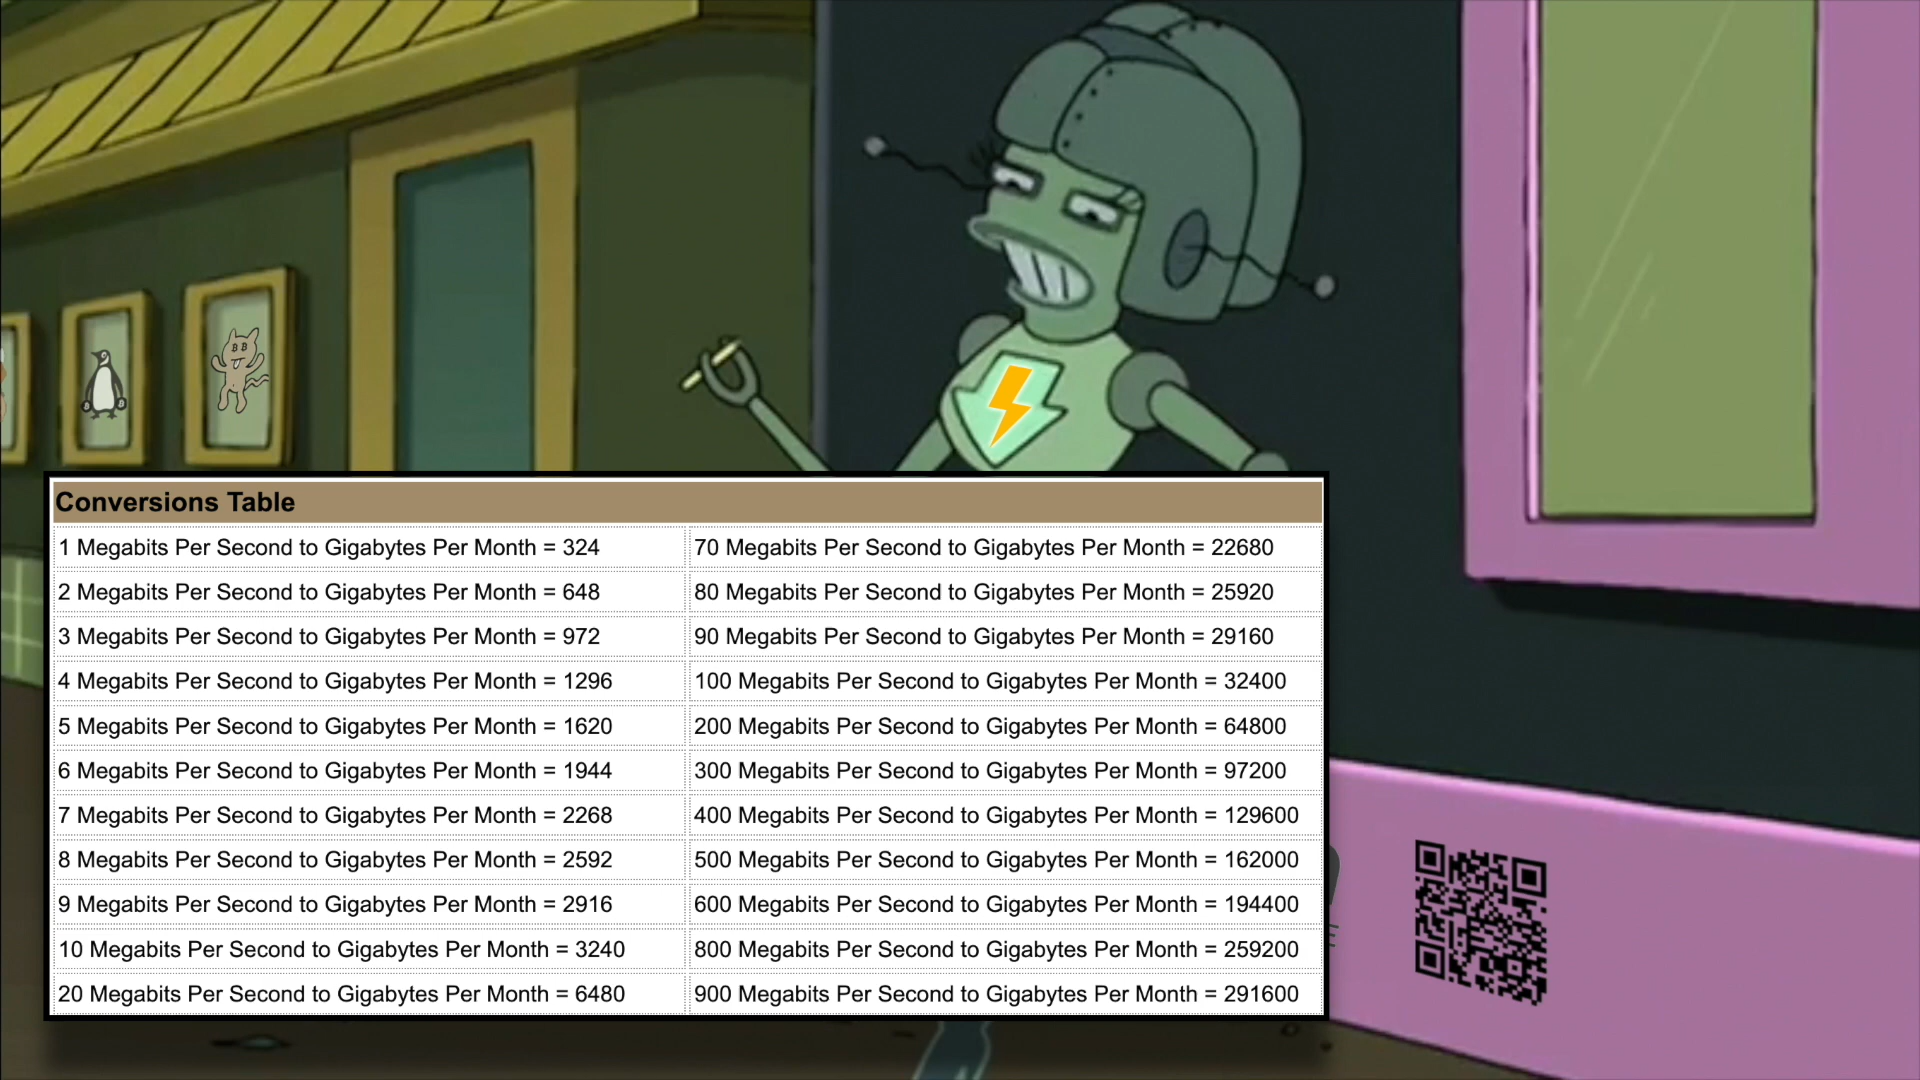 Conversions Table
1 Megabits Per Second to Gigabytes Per Month = 324
2 Megabits Per Second to Gigabytes Per Month = 648
3 Megabits Per Second to Gigabytes Per Month = 972
4 Megabits Per Second to Gigabytes Per Month = 1296
5 Megabits Per Second to Gigabytes Per Month = 1620
6 Megabits Per Second to Gigabytes Per Month = 1944
7 Megabits Per Second to Gigabytes Per Month = 2268
8 Megabits Per Second to Gigabytes Per Month = 2592
9 Megabits Per Second to Gigabytes Per Month = 2916
10 Megabits Per Second to Gigabytes Per Month = 3240
20 Megabits Per Second to Gigabytes Per Month = 6480
70 Megabits Per Second to Gigabytes Per Month = 22680
80 Megabits Per Second to Gigabytes Per Month = 25920
90 Megabits Per Second to Gigabytes Per Month = 29160
100 Megabits Per Second to Gigabytes Per Month = 32400
200 Megabits Per Second to Gigabytes Per Month = 64800
300 Megabits Per Second to Gigabytes Per Month = 97200
400 Megabits Per Second to Gigabytes Per Month = 129600
500 Megabits Per Second to Gigabytes Per Month = 162000
600 Megabits Per Second to Gigabytes Per Month = 194400
800 Megabits Per Second to Gigabytes Per Month = 259200
900 Megabits Per Second to Gigabytes Per Month = 291600